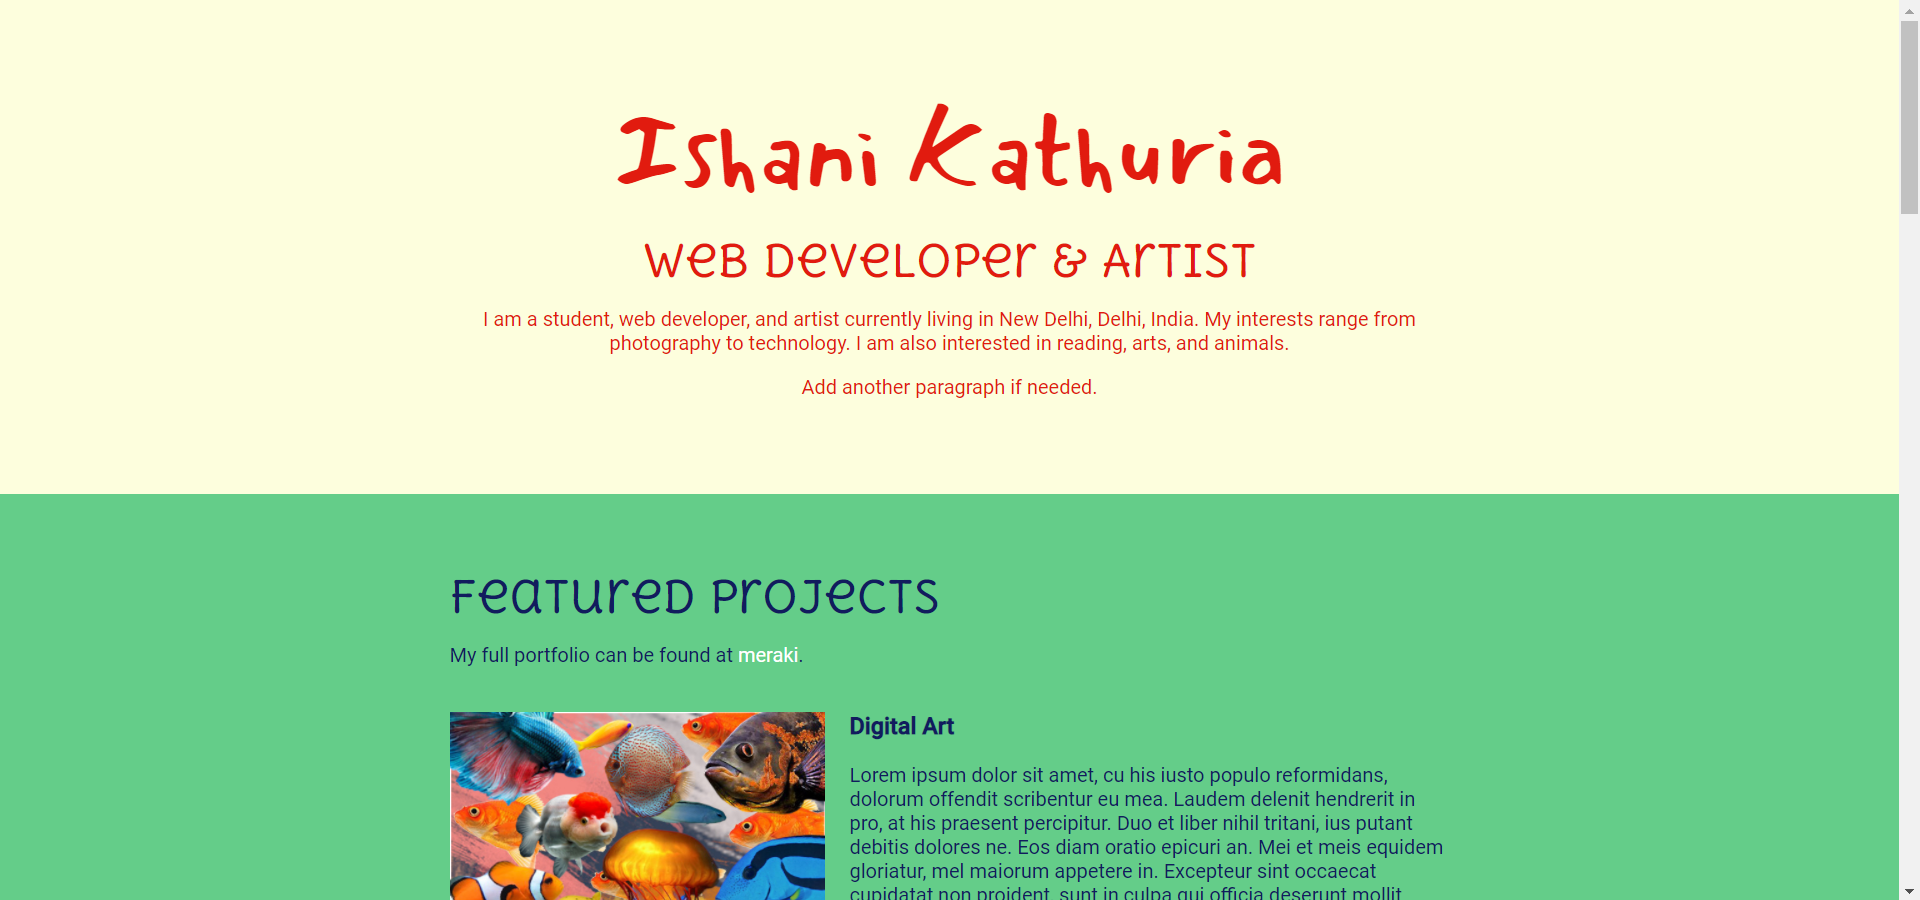 Ishani Kathuria
Web Developer & Artist
I am a student, web developer, and artist currently living in New Delhi, Delhi, India. My interests range from
photography to technology. I am also interested in reading, arts, and animals.
Add another paragraph if needed.
Featured Projects
My full portfolio can be found at meraki.
Digital Art
Lorem ipsum dolor sit amet, cu his iusto populo reformidans,
dolorum offendit scribentur eu mea. Laudem delenit hendrerit in
pro, at his praesent percipitur. Duo et liber nihil tritani, ius putant
debitis dolores ne. Eos diam oratio epicuri an. Mei et meis equidem
gloriatur, mel maiorum appetere in. Excepteur sint occaecat
cupidatat non proident, sunt in culpa qui officia deserunt mollit